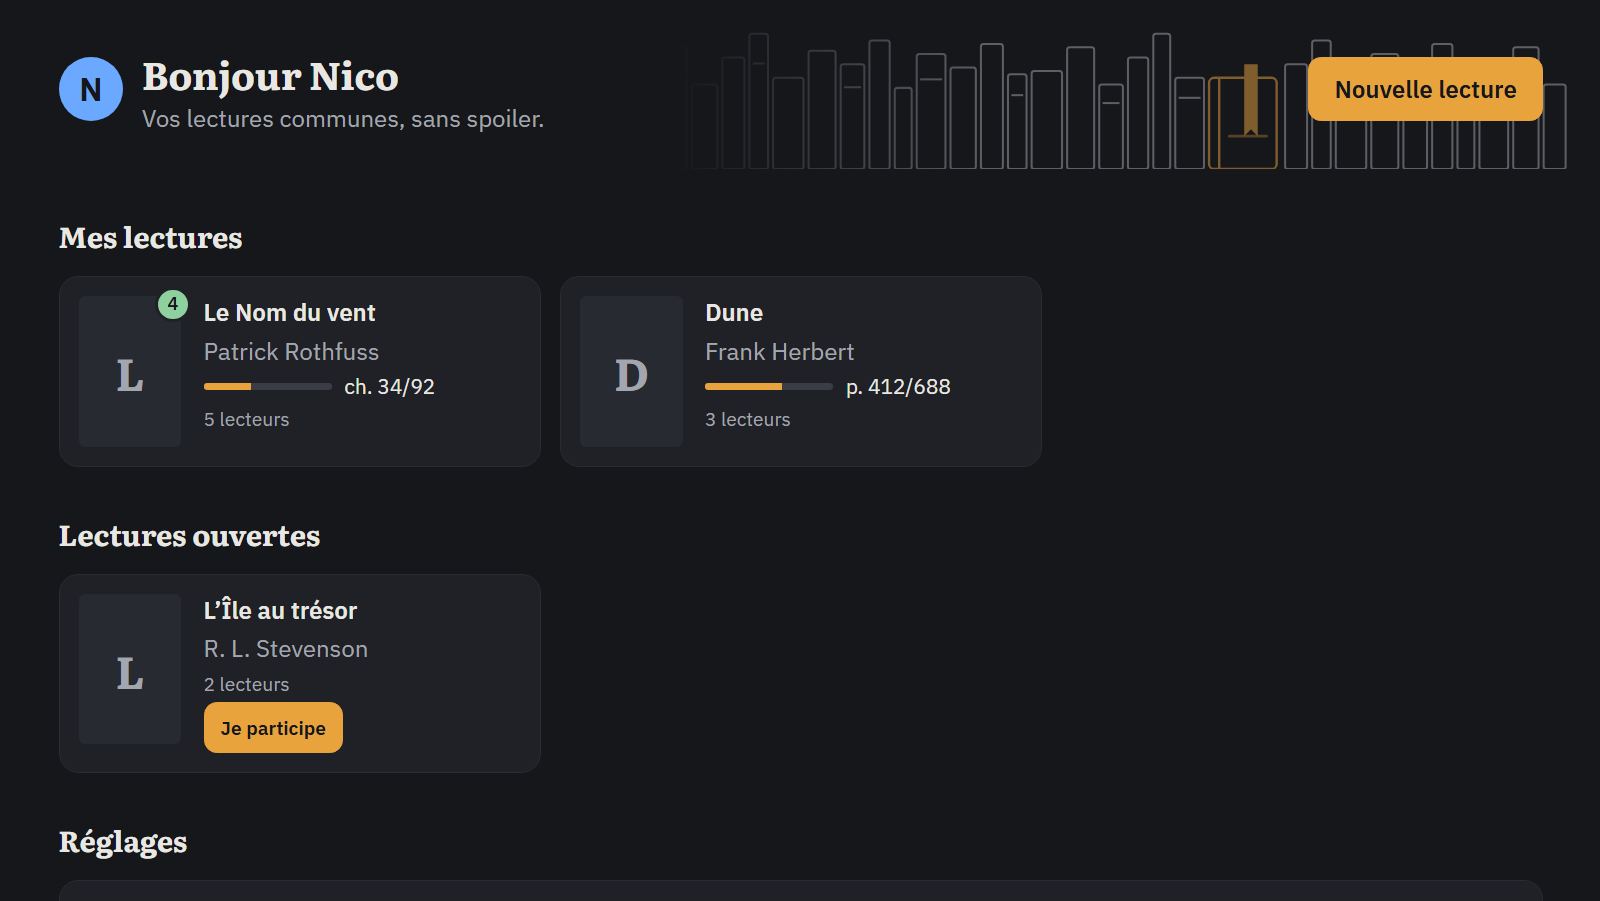 N
Bonjour Nico
Vos lectures communes, sans spoiler.
Nouvelle lecture
Mes lectures
L
4
Le Nom du vent
Patrick Rothfuss
ch. 34/92
5 lecteurs
D
Dune
Frank Herbert
p. 412/688
3 lecteurs
Lectures ouvertes
L
L’Île au trésor
R. L. Stevenson
2 lecteurs
Je participe
Réglages